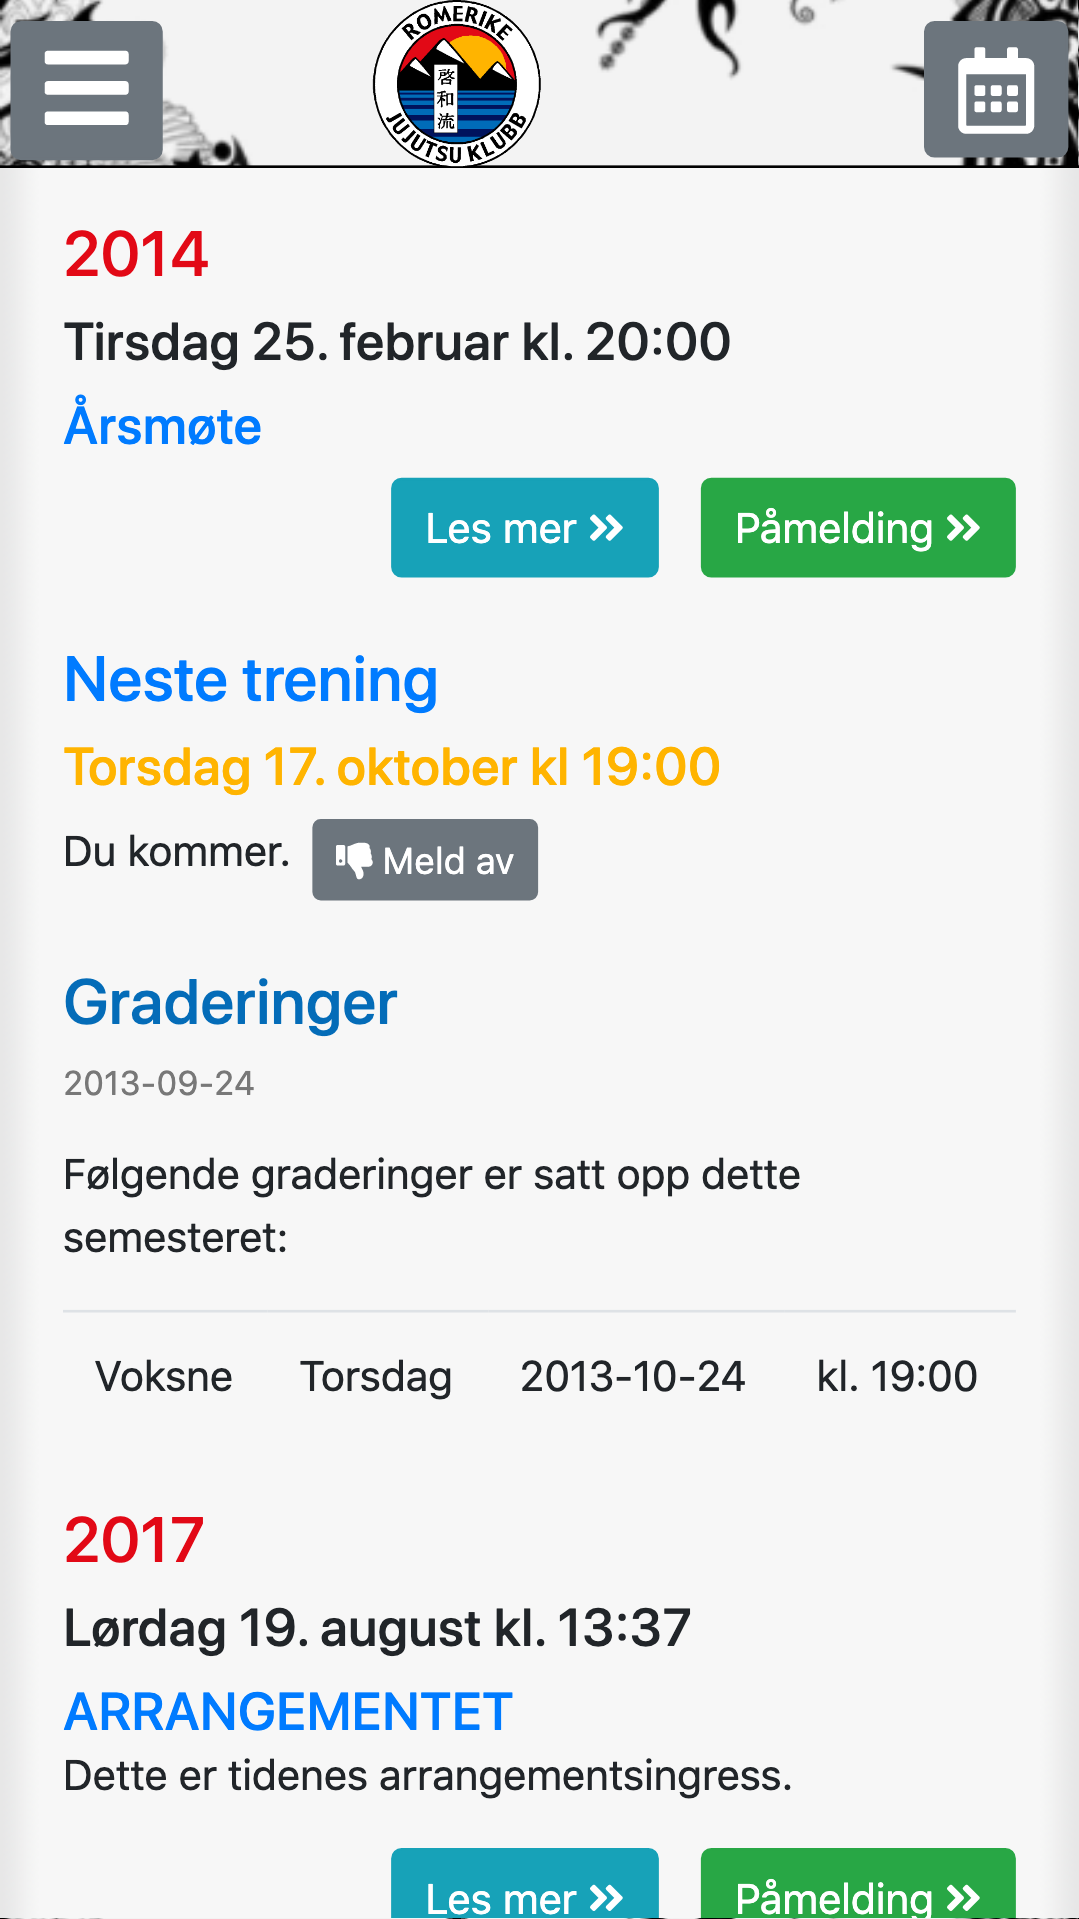 ROMERIKE
啓和流
JUJUTSU KLUBB
2014
Tirsdag 25. februar kl. 20:00
Årsmøte
Les mer
Påmelding
Neste trening
Torsdag 17. oktober kl 19:00
Du kommer.
Meld av
Graderinger
2013-09-24
Følgende graderinger er satt opp dette
semesteret:
Voksne Torsdag 2013-10-24 kl. 19:00
2017
Lørdag 19. august kl. 13:37
ARRANGEMENTET
Dette er tidenes arrangementsingress.
Les mer
Påmelding